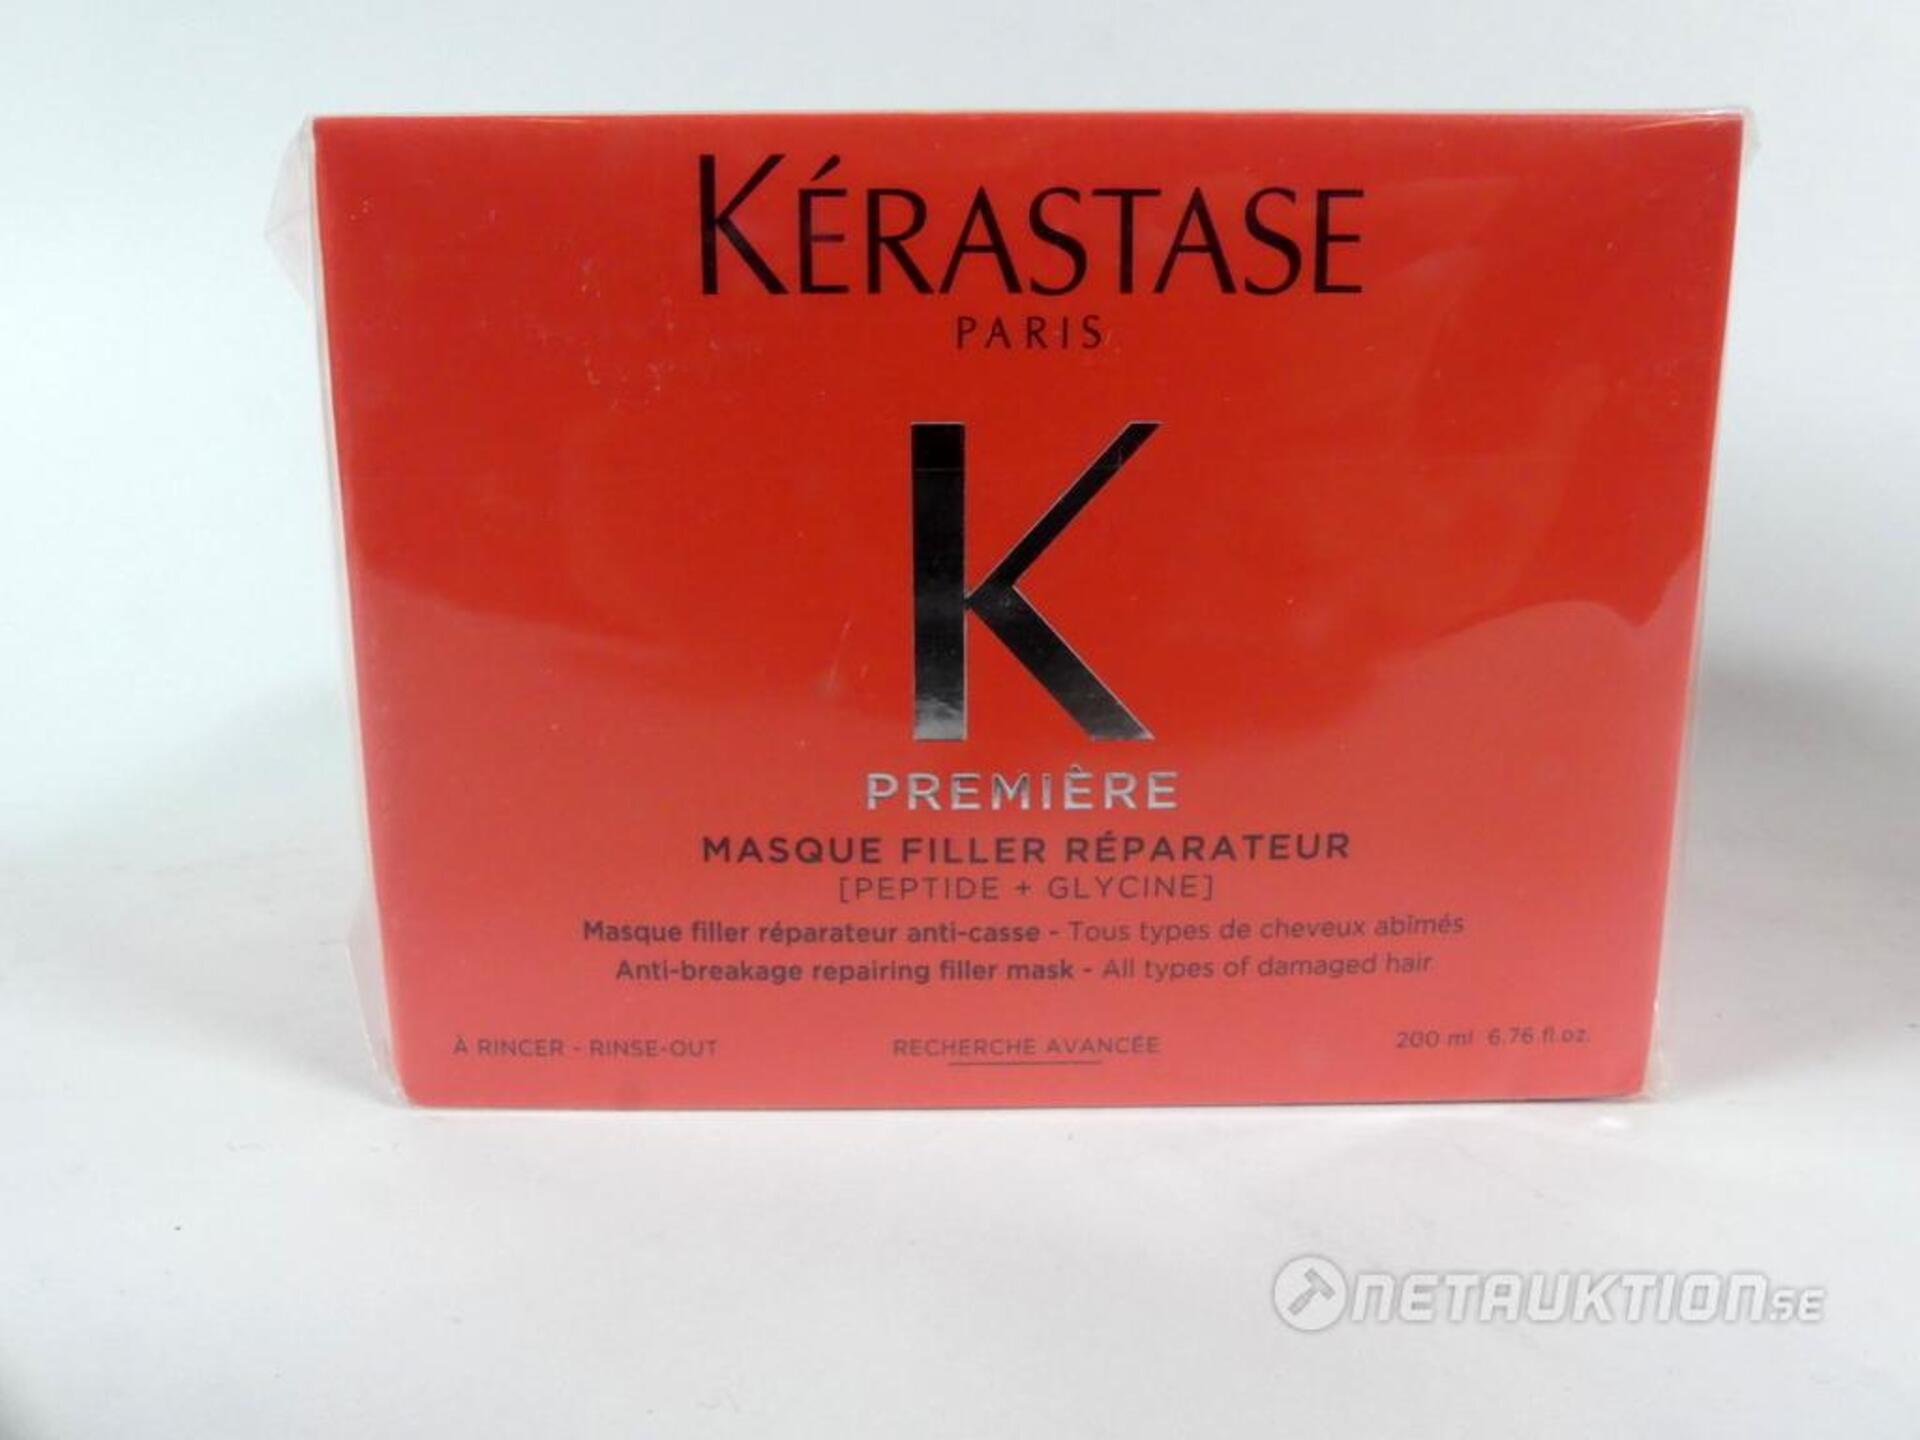 KÉRASTASE
PARIS
K
PREMIÈRE
MASQUE FILLER RÉPARATEUR
[PEPTIDE + GLYCINE]
Masque filler réparateur anti-casse - Tous types de cheveux abîmés
Anti-breakage repairing filler mask - All types of damaged hair
À RINCER - RINSE-OUT
RECHERCHE AVANCÉE
200 ml 6.76 fl.oz.
NETAUKTION.SE